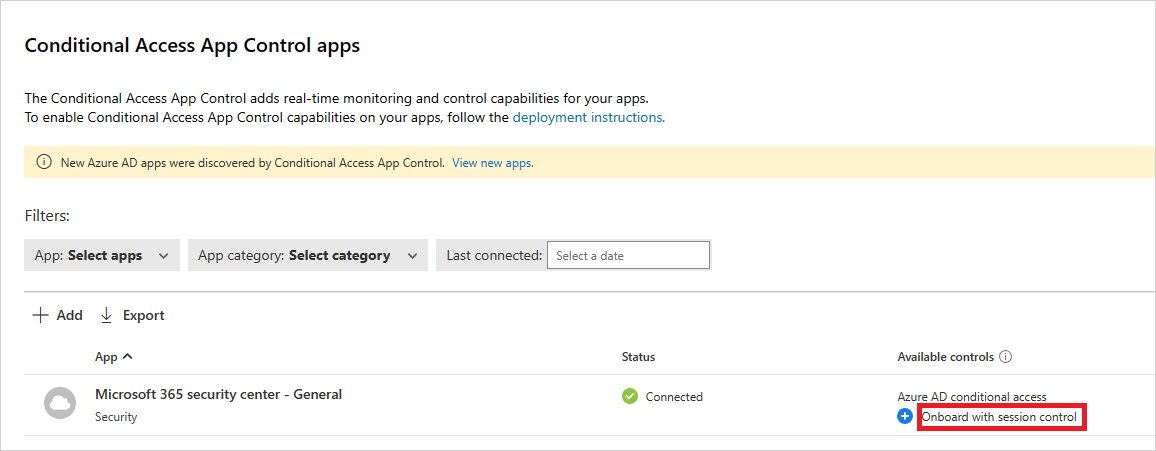 Conditional Access App Control apps
The Conditional Access App Control adds real-time monitoring and control capabilities for your apps.
To enable Conditional Access App Control capabilities on your apps, follow the deployment instructions.
New Azure AD apps were discovered by Conditional Access App Control. View new apps.
Filters:
App: Select apps App category: Select category Last connected: Select a date
Add Export
App Status Available controls
Microsoft 365 security center - General Connected Azure AD conditional access
Security Onboard with session control